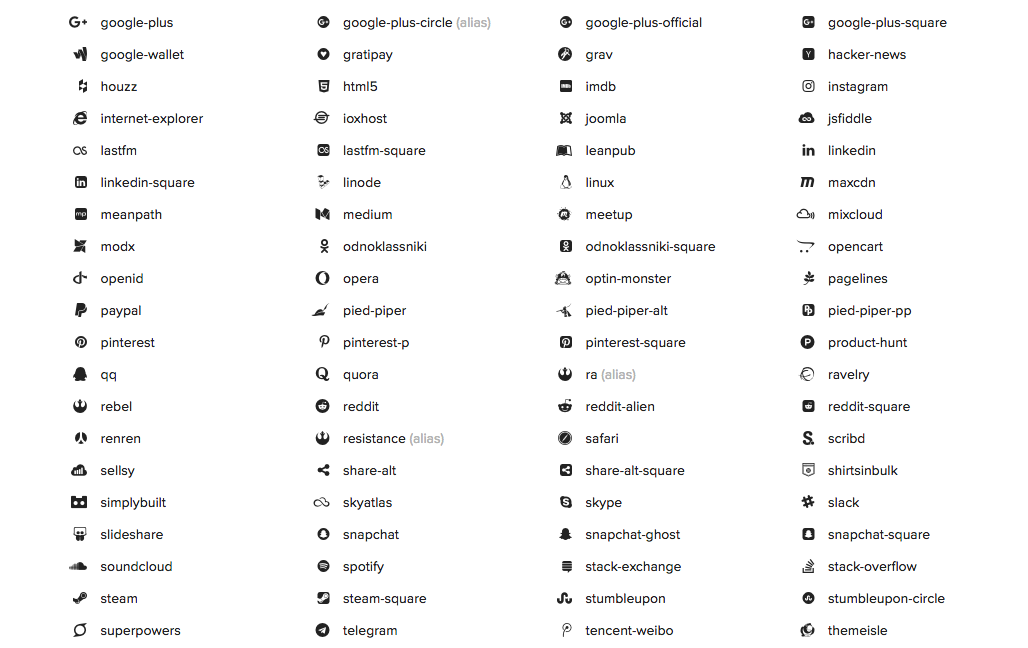 google-plus google-plus-circle (alias) google-plus-official google-plus-square
google-wallet gratipay grav hacker-news
houzz html5 imdb instagram
internet-explorer ioxhost joomla jsfiddle
lastfm lastfm-square leanpub linkedin
linkedin-square linode linux maxcdn
meanpath medium meetup mixcloud
modx odnoklassniki odnoklassniki-square opencart
openid opera optin-monster pagelines
paypal pied-piper pied-piper-alt pied-piper-pp
pinterest pinterest-p pinterest-square product-hunt
qq quora ra (alias) ravelry
rebel reddit reddit-alien reddit-square
renren resistance (alias) safari scribd
sellsy share-alt share-alt-square shirtsinbulk
simplybuilt skyatlas skype slack
slideshare snapchat snapchat-ghost snapchat-square
soundcloud spotify stack-exchange stack-overflow
steam steam-square stumbleupon stumbleupon-circle
superpowers telegram tencent-weibo themeisle